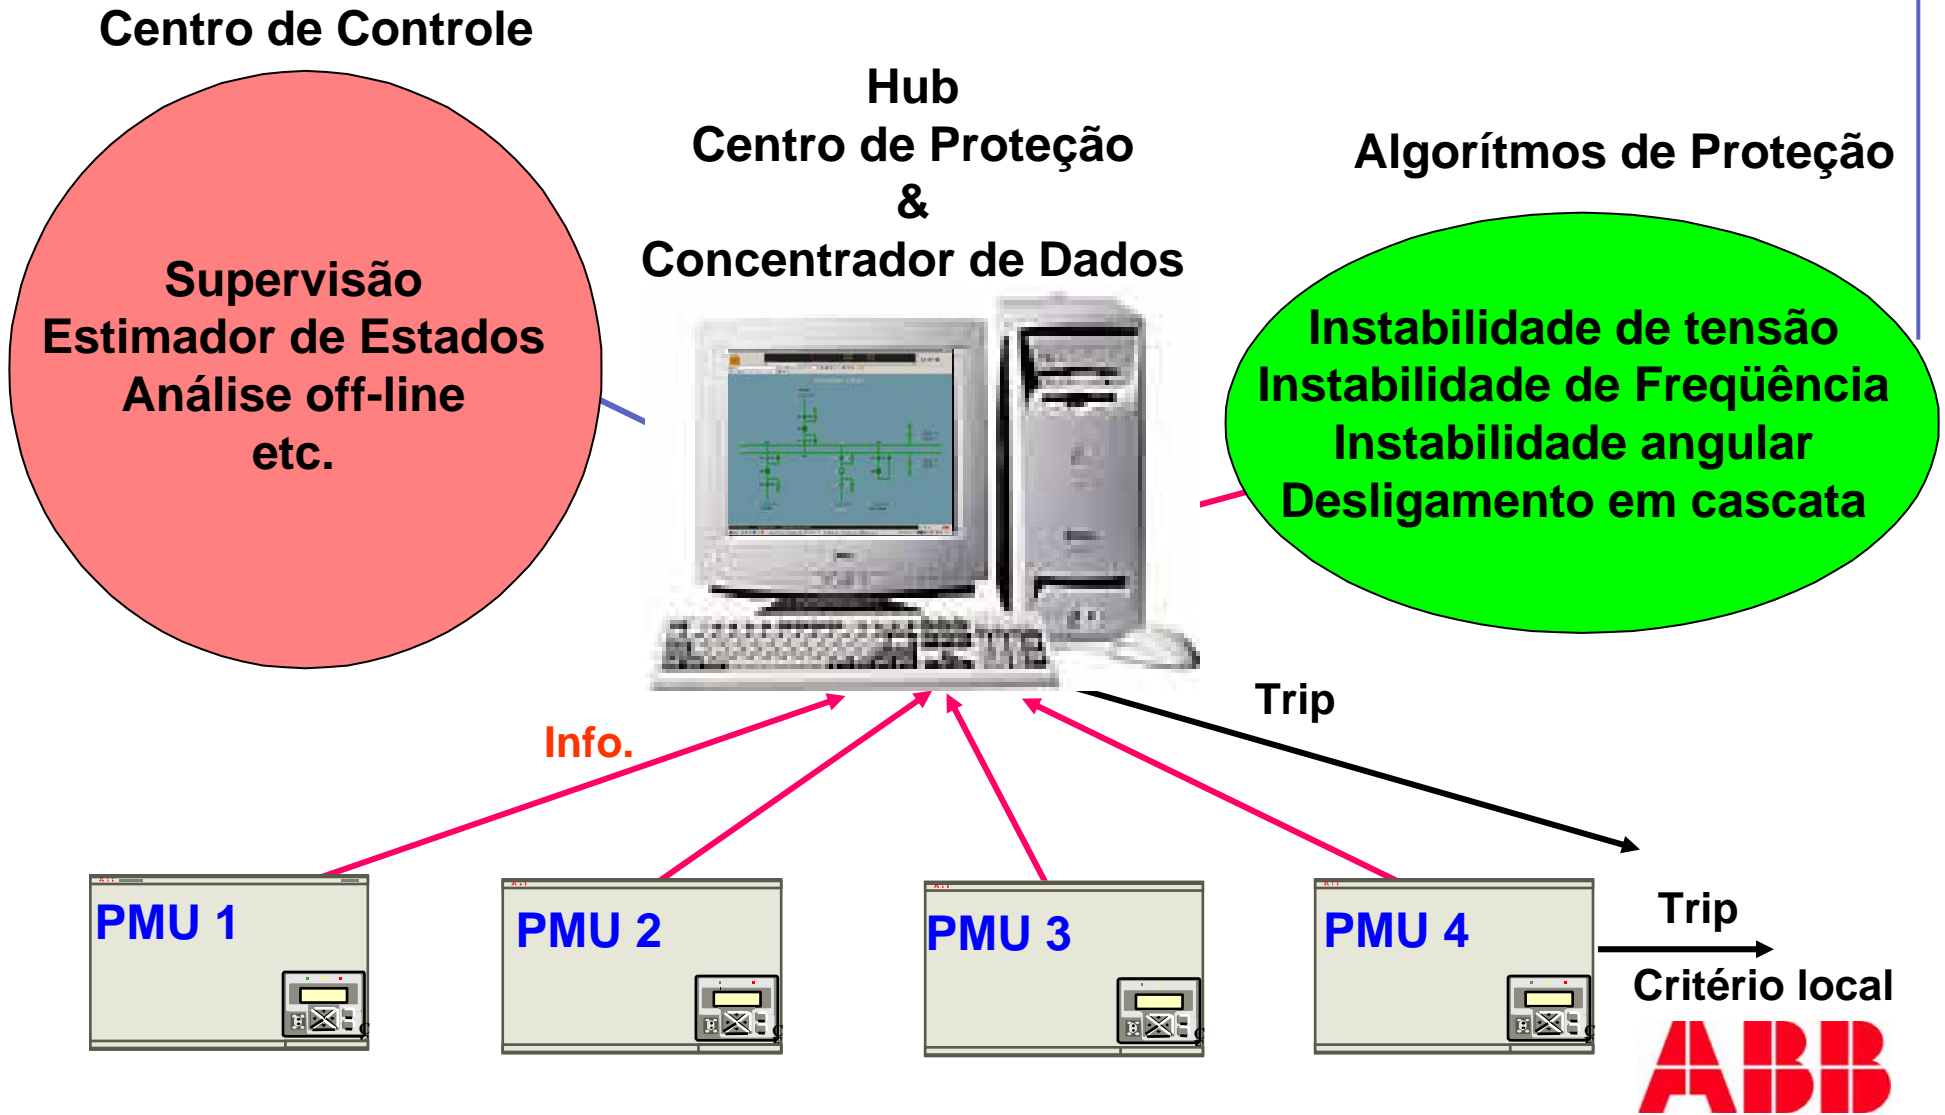 Centro de Controle
Supervisão
Estimador de Estados
Análise off-line
etc.
Hub
Centro de Proteção
&
Concentrador de Dados
Algorítmos de Proteção
Instabilidade de tensão
Instabilidade de Freqüência
Instabilidade angular
Desligamento em cascata
Info.
Trip
PMU 1
PMU 2
PMU 3
PMU 4
Trip
Critério local
ABB